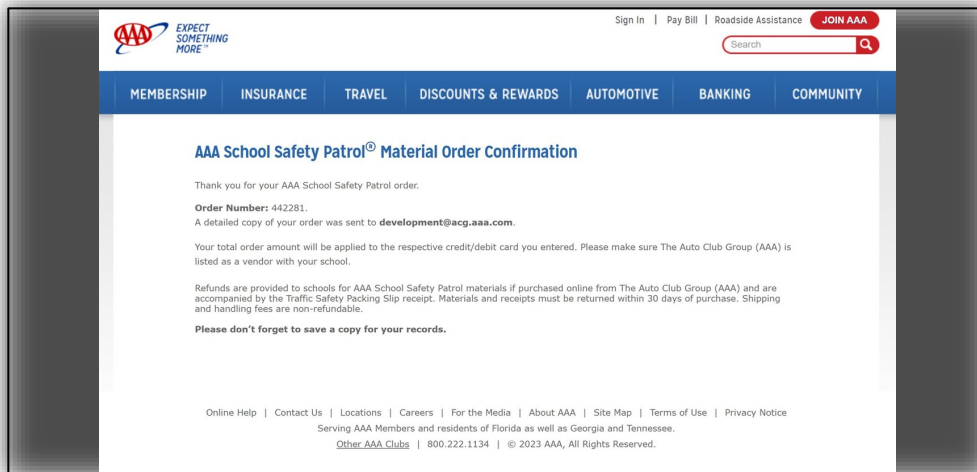 Sign In | Pay Bill | Roadside Assistance JOIN AAA
AAA EXPECT
SOMETHING
MORE™
Search
MEMBERSHIP INSURANCE TRAVEL DISCOUNTS & REWARDS AUTOMOTIVE BANKING COMMUNITY
AAA School Safety Patrol® Material Order Confirmation
Thank you for your AAA School Safety Patrol order.
Order Number: 442281.
A detailed copy of your order was sent to development@acg.aaa.com.
Your total order amount will be applied to the respective credit/debit card you entered. Please make sure The Auto Club Group (AAA) is
listed as a vendor with your school.
Refunds are provided to schools for AAA School Safety Patrol materials if purchased online from The Auto Club Group (AAA) and are
accompanied by the Traffic Safety Packing Slip receipt. Materials and receipts must be returned within 30 days of purchase. Shipping
and handling fees are non-refundable.
Please don't forget to save a copy for your records.
Online Help | Contact Us | Locations | Careers | For the Media | About AAA | Site Map | Terms of Use | Privacy Notice
Serving AAA Members and residents of Florida as well as Georgia and Tennessee.
Other AAA Clubs | 800.222.1134 | © 2023 AAA, All Rights Reserved.